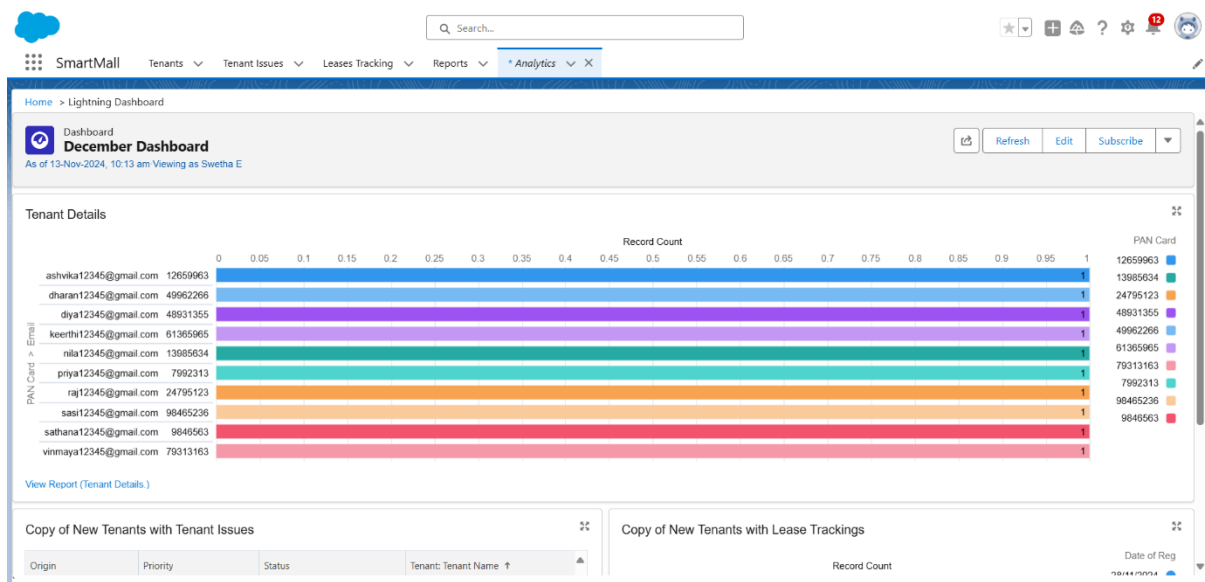 Search...
12
SmartMall Tenants Tenant Issues Leases Tracking Reports * Analytics
Home > Lightning Dashboard
Dashboard
December Dashboard
As of 13-Nov-2024, 10:13 am·Viewing as Swetha E
Refresh Edit Subscribe
Tenant Details
Record Count
0 0.05 0.1 0.15 0.2 0.25 0.3 0.35 0.4 0.45 0.5 0.55 0.6 0.65 0.7 0.75 0.8 0.85 0.9 0.95 1
PAN Card > Email
ashvika12345@gmail.com 12659963 1
dharan12345@gmail.com 49962266 1
diya12345@gmail.com 48931355 1
keerthi12345@gmail.com 61365965 1
nila12345@gmail.com 13985634 1
priya12345@gmail.com 7992313 1
raj12345@gmail.com 24795123 1
sasi12345@gmail.com 98465236 1
sathana12345@gmail.com 9846563 1
vinmaya12345@gmail.com 79313163 1
PAN Card
12659963
13985634
24795123
48931355
49962266
61365965
79313163
7992313
98465236
9846563
View Report (Tenant Details.)
Copy of New Tenants with Tenant Issues
Origin Priority Status Tenant: Tenant Name ↑
Copy of New Tenants with Lease Trackings
Record Count
Date of Reg
28/11/2024